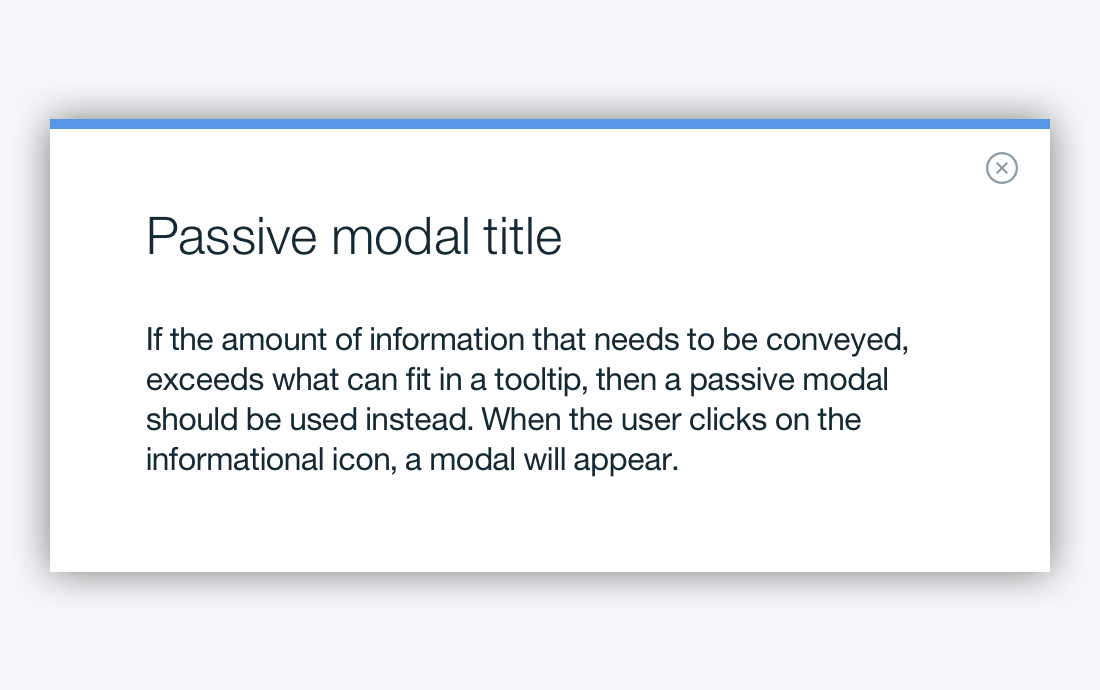 Passive modal title
If the amount of information that needs to be conveyed,
exceeds what can fit in a tooltip, then a passive modal
should be used instead. When the user clicks on the
informational icon, a modal will appear.